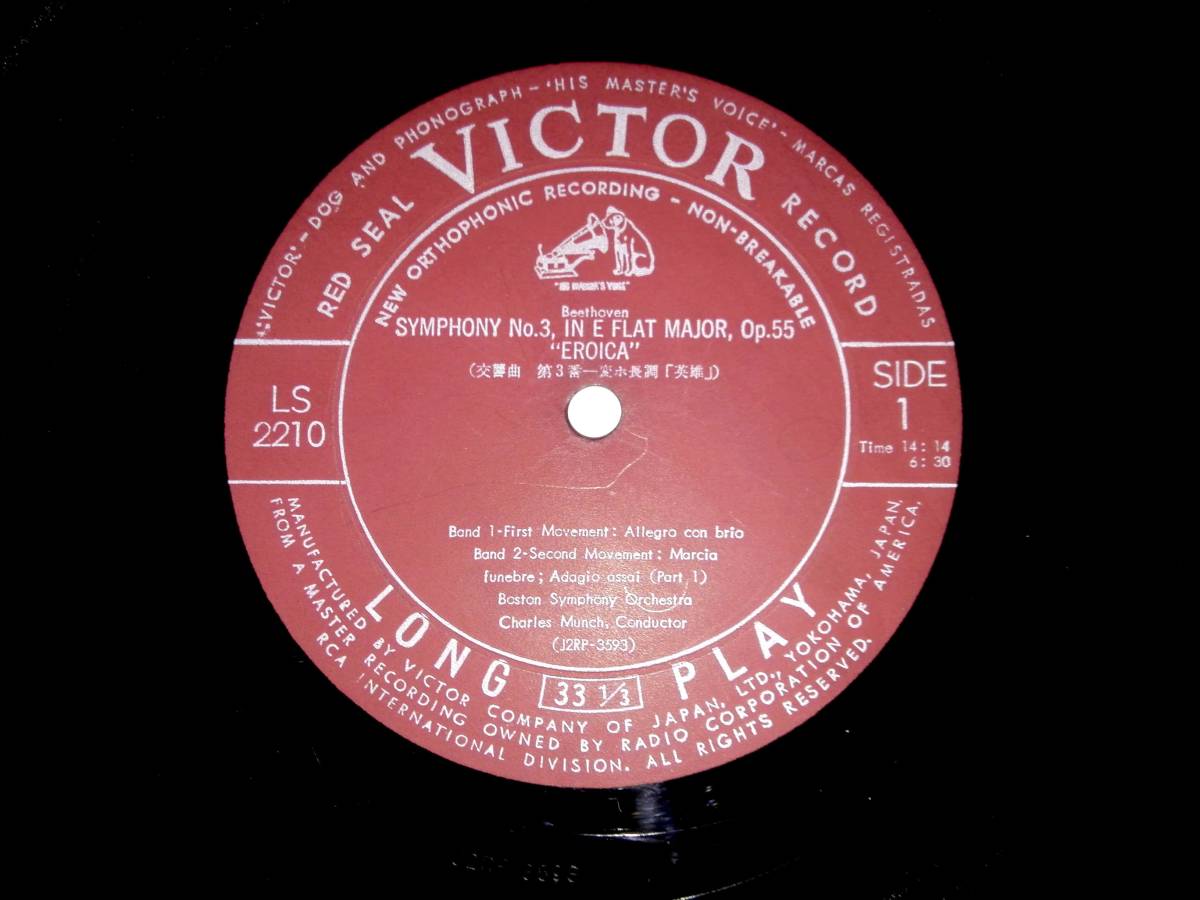 "VICTOR" – DOG AND PHONOGRAPH – 'HIS MASTER'S VOICE' – MARCAS REGISTRADAS
RED SEAL VICTOR RECORD
NEW ORTHOPHONIC RECORDING - NON-BREAKABLE
"HIS MASTER'S VOICE"
Beethoven
SYMPHONY No.3, IN E FLAT MAJOR, Op.55
"EROICA"
(交響曲 第3番―変ホ長調「英雄」)
LS
2210
SIDE
1
Time 14:14
6:30
Band 1-First Movement: Allegro con brio
Band 2-Second Movement: Marcia
funebre; Adagio assai (Part 1)
Boston Symphony Orchestra
Charles Munch, Conductor
(J2RP-3593)
LONG 33 1/3 PLAY
MANUFACTURED BY VICTOR COMPANY OF JAPAN, LTD., YOKOHAMA, JAPAN,
FROM A MASTER RECORDING OWNED BY RADIO CORPORATION OF AMERICA,
RCA INTERNATIONAL DIVISION. ALL RIGHTS RESERVED.